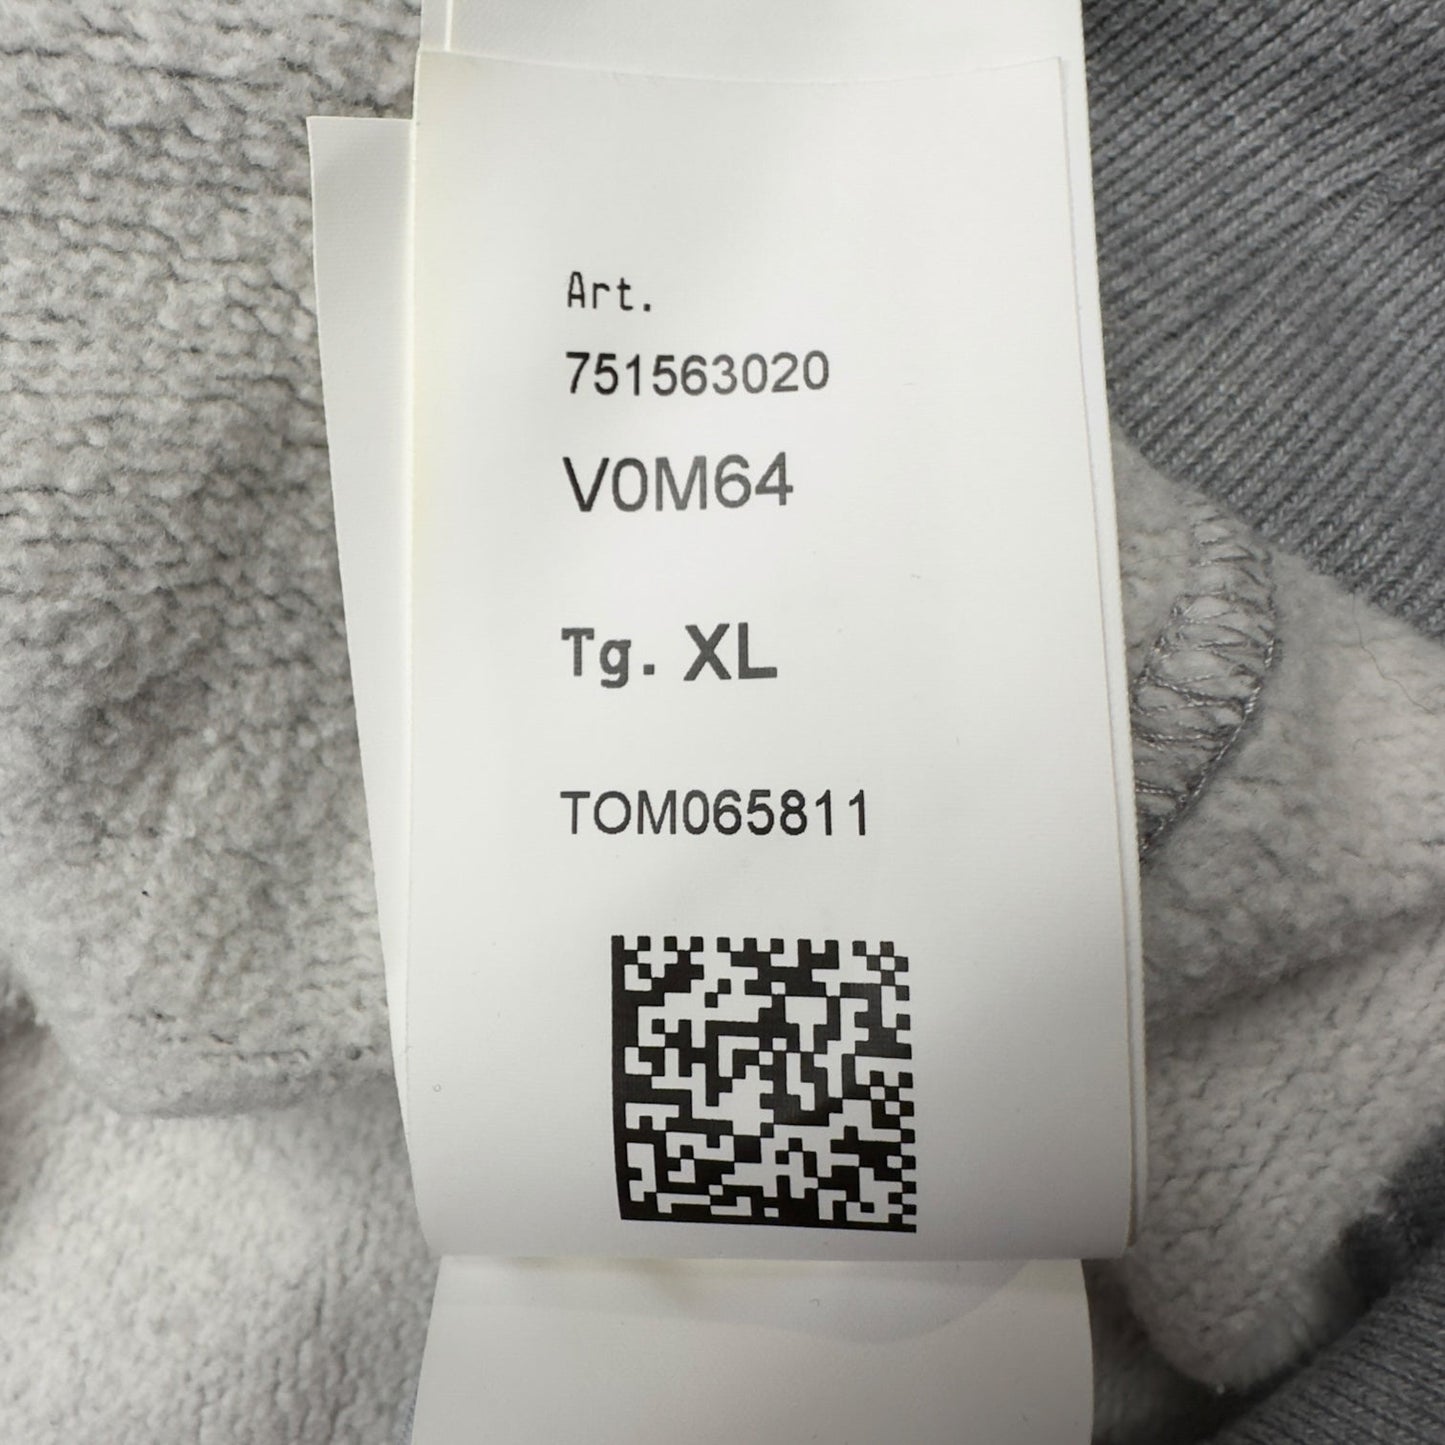 Art.
751563020
V0M64
Tg. XL
TOM065811